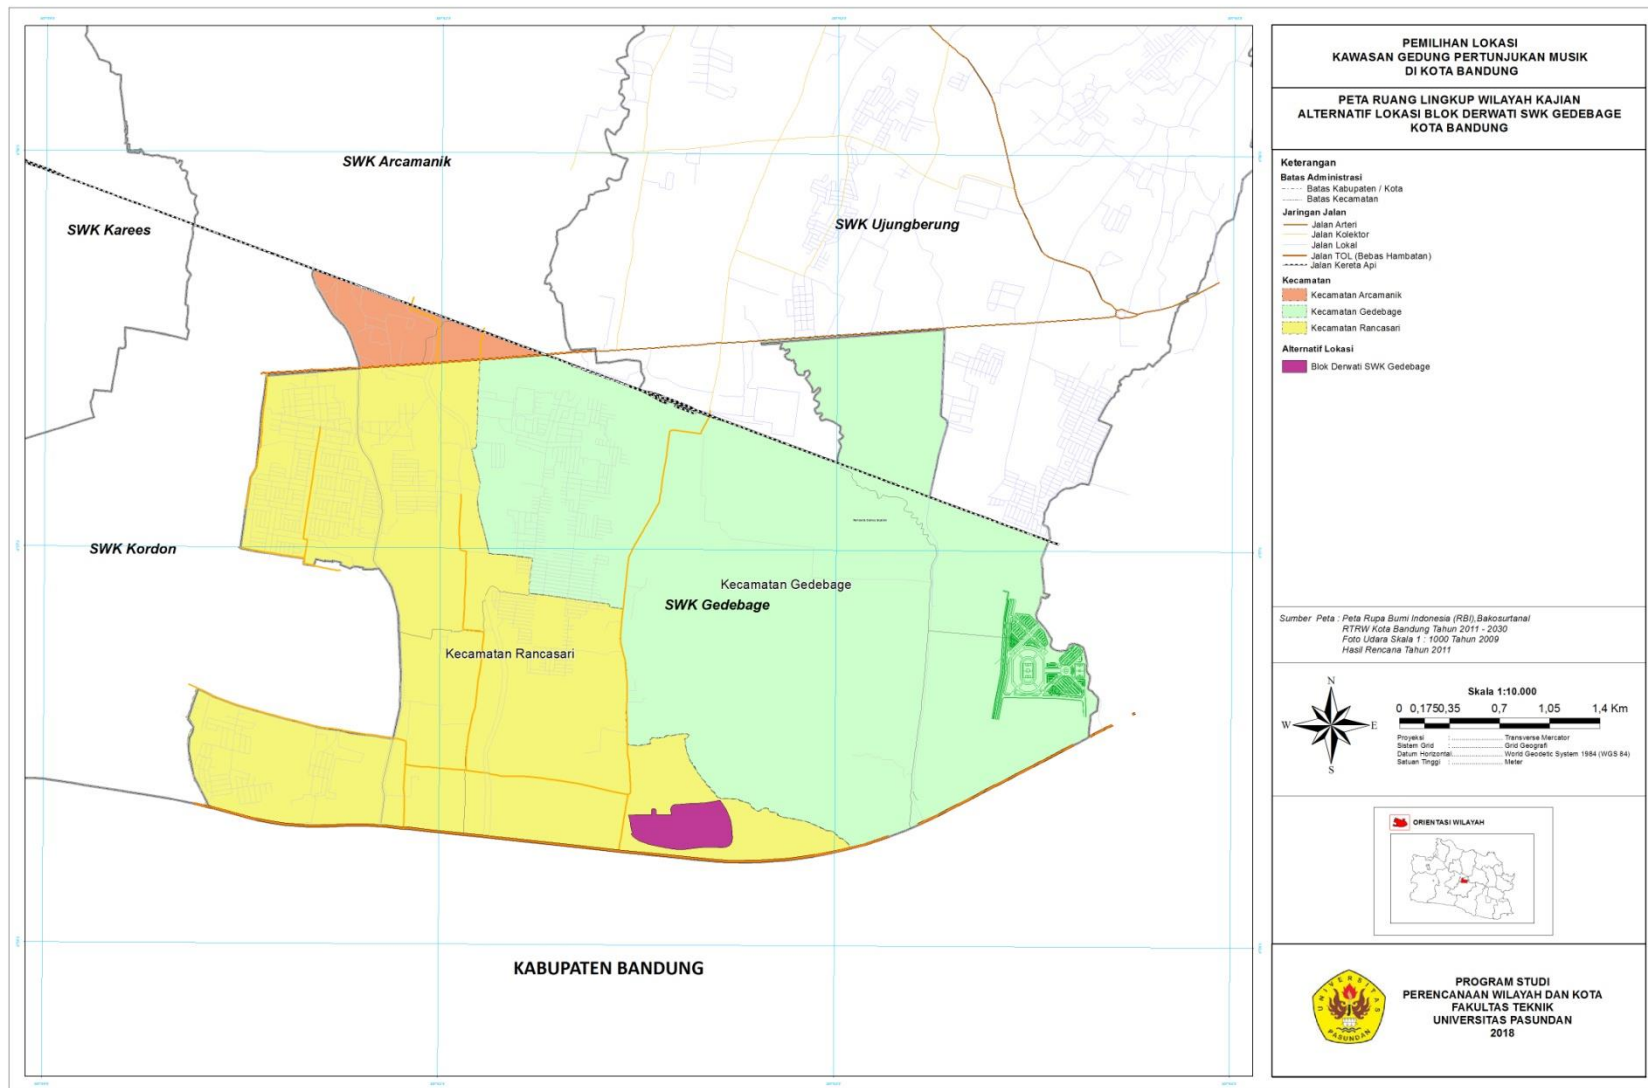 SWK Arcamanik
SWK Karees
SWK Ujungberung
SWK Kordon
Kecamatan Gedebage
SWK Gedebage
Kecamatan Rancasari
KABUPATEN BANDUNG
PEMILIHAN LOKASI
KAWASAN GEDUNG PERTUNJUKAN MUSIK
DI KOTA BANDUNG
PETA RUANG LINGKUP WILAYAH KAJIAN
ALTERNATIF LOKASI BLOK DERWATI SWK GEDEBAGE
KOTA BANDUNG
Keterangan
Batas Administrasi
Batas Kabupaten / Kota
Batas Kecamatan
Jaringan Jalan
Jalan Arteri
Jalan Kolektor
Jalan Lokal
Jalan TOL (Bebas Hambatan)
Jalan Kereta Api
Kecamatan
Kecamatan Arcamanik
Kecamatan Gedebage
Kecamatan Rancasari
Alternatif Lokasi
Blok Derwati SWK Gedebage
Sumber Peta : Peta Rupa Bumi Indonesia (RBI),Bakosurtanal
RTRW Kota Bandung Tahun 2011 - 2030
Foto Udara Skala 1 : 1000 Tahun 2009
Hasil Rencana Tahun 2011
N
W E
S
Skala 1:10.000
0 0,1750,35 0,7 1,05 1,4 Km
Proyeksi : Transverse Mercator
Sistem Grid : Grid Geografi
Datum Horizontal World Geodetic System 1984 (WGS 84)
Satuan Tinggi : Meter
ORIENTASI WILAYAH
UNIVERSITAS
PASUNDAN
PROGRAM STUDI
PERENCANAAN WILAYAH DAN KOTA
FAKULTAS TEKNIK
UNIVERSITAS PASUNDAN
2018